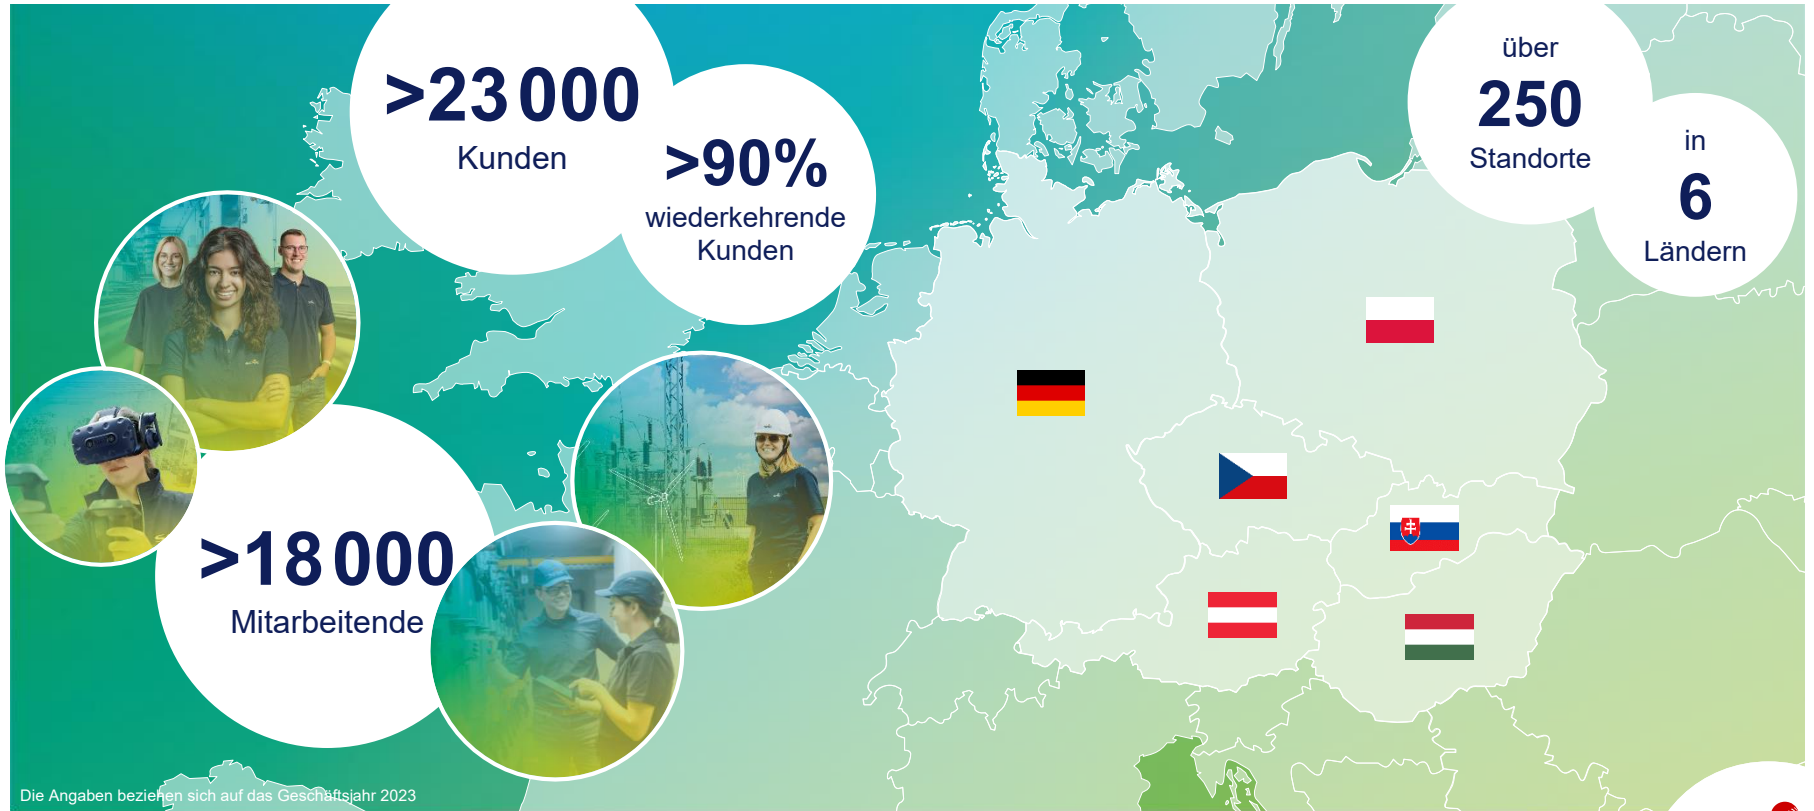 >23 000
Kunden
>90%
wiederkehrende
Kunden
über
250
Standorte
in
6
Ländern
>18 000
Mitarbeitende
Die Angaben beziehen sich auf das Geschäftsjahr 2023